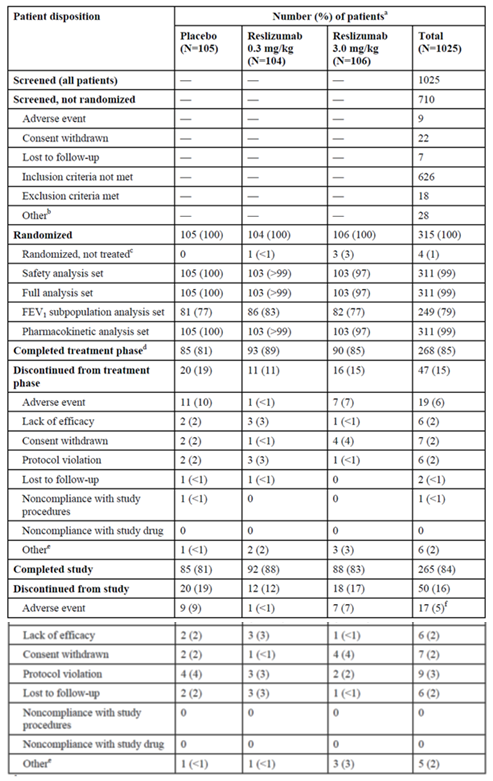 Patient disposition Number (%) of patientsa
Placebo (N=105) Reslizumab 0.3 mg/kg (N=104) Reslizumab 3.0 mg/kg (N=106) Total (N=1025)
Screened (all patients) — — — 1025
Screened, not randomized — — — 710
Adverse event — — — 9
Consent withdrawn — — — 22
Lost to follow-up — — — 7
Inclusion criteria not met — — — 626
Exclusion criteria met — — — 18
Otherb — — — 28
Randomized 105 (100) 104 (100) 106 (100) 315 (100)
Randomized, not treatedc 0 1 (<1) 3 (3) 4 (1)
Safety analysis set 105 (100) 103 (>99) 103 (97) 311 (99)
Full analysis set 105 (100) 103 (>99) 103 (97) 311 (99)
FEV1 subpopulation analysis set 81 (77) 86 (83) 82 (77) 249 (79)
Pharmacokinetic analysis set 105 (100) 103 (>99) 103 (97) 311 (99)
Completed treatment phased 85 (81) 93 (89) 90 (85) 268 (85)
Discontinued from treatment phase 20 (19) 11 (11) 16 (15) 47 (15)
Adverse event 11 (10) 1 (<1) 7 (7) 19 (6)
Lack of efficacy 2 (2) 3 (3) 1 (<1) 6 (2)
Consent withdrawn 2 (2) 1 (<1) 4 (4) 7 (2)
Protocol violation 2 (2) 3 (3) 1 (<1) 6 (2)
Lost to follow-up 1 (<1) 1 (<1) 0 2 (<1)
Noncompliance with study procedures 1 (<1) 0 0 1 (<1)
Noncompliance with study drug 0 0 0 0
Othere 1 (<1) 2 (2) 3 (3) 6 (2)
Completed study 85 (81) 92 (88) 88 (83) 265 (84)
Discontinued from study 20 (19) 12 (12) 18 (17) 50 (16)
Adverse event 9 (9) 1 (<1) 7 (7) 17 (5)f
Lack of efficacy 2 (2) 3 (3) 1 (<1) 6 (2)
Consent withdrawn 2 (2) 1 (<1) 4 (4) 7 (2)
Protocol violation 4 (4) 3 (3) 2 (2) 9 (3)
Lost to follow-up 2 (2) 3 (3) 1 (<1) 6 (2)
Noncompliance with study procedures 0 0 0 0
Noncompliance with study drug 0 0 0 0
Othere 1 (<1) 1 (<1) 3 (3) 5 (2)